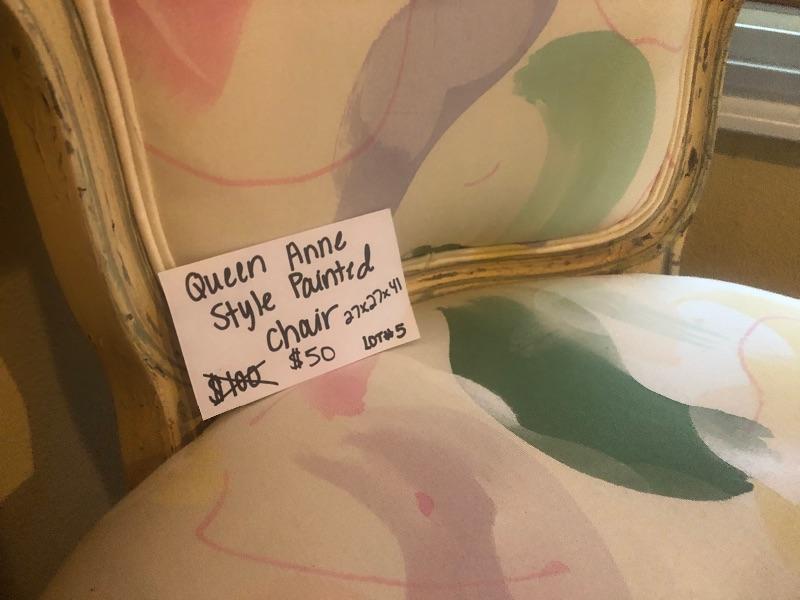 Queen Anne
Style Painted
Chair 27x27x41
$100 $50 LOT#5